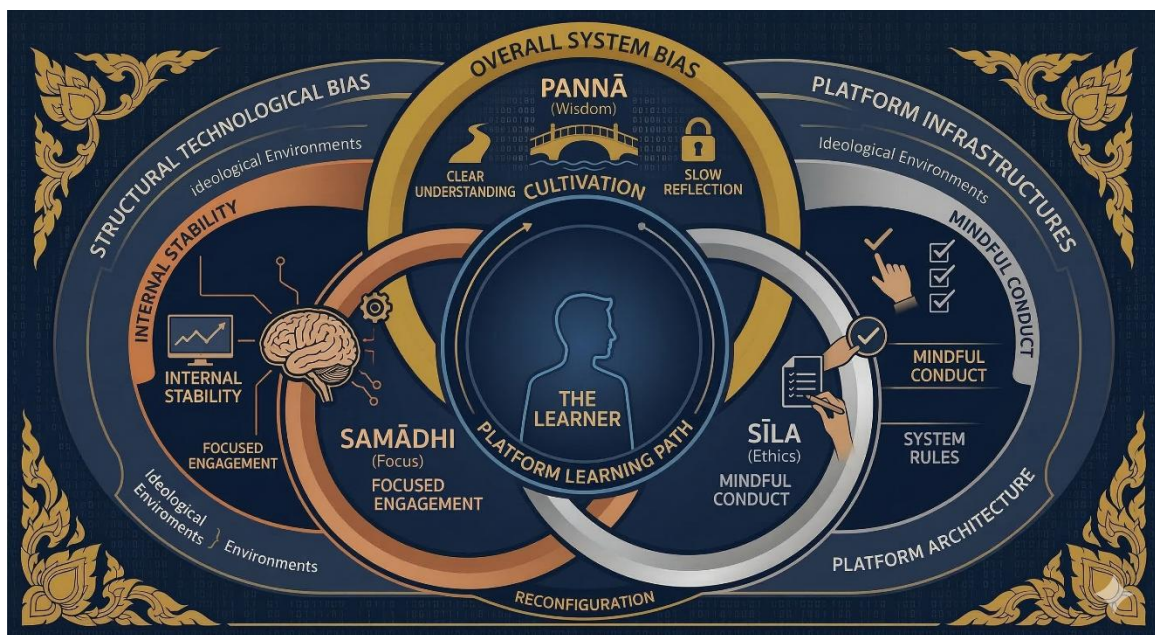 OVERALL SYSTEM BIAS
PANNĀ
(Wisdom)
CLEAR
UNDERSTANDING
CULTIVATION
SLOW
REFLECTION
STRUCTURAL TECHNOLOGICAL BIAS
ideological Environments
INTERNAL STABILITY
INTERNAL
STABILITY
FOCUSED
ENGAGEMENT
Ideological
Enviroments } Environments
SAMĀDHI
(Focus)
FOCUSED
ENGAGEMENT
THE
LEARNER
PLATFORM LEARNING PATH
PLATFORM INFRASTRUCTURES
Ideological Environments
MINDFUL CONDUCT
MINDFUL
CONDUCT
SYSTEM
RULES
SĪLA
(Ethics)
MINDFUL
CONDUCT
PLATFORM ARCHITECTURE
RECONFIGURATION